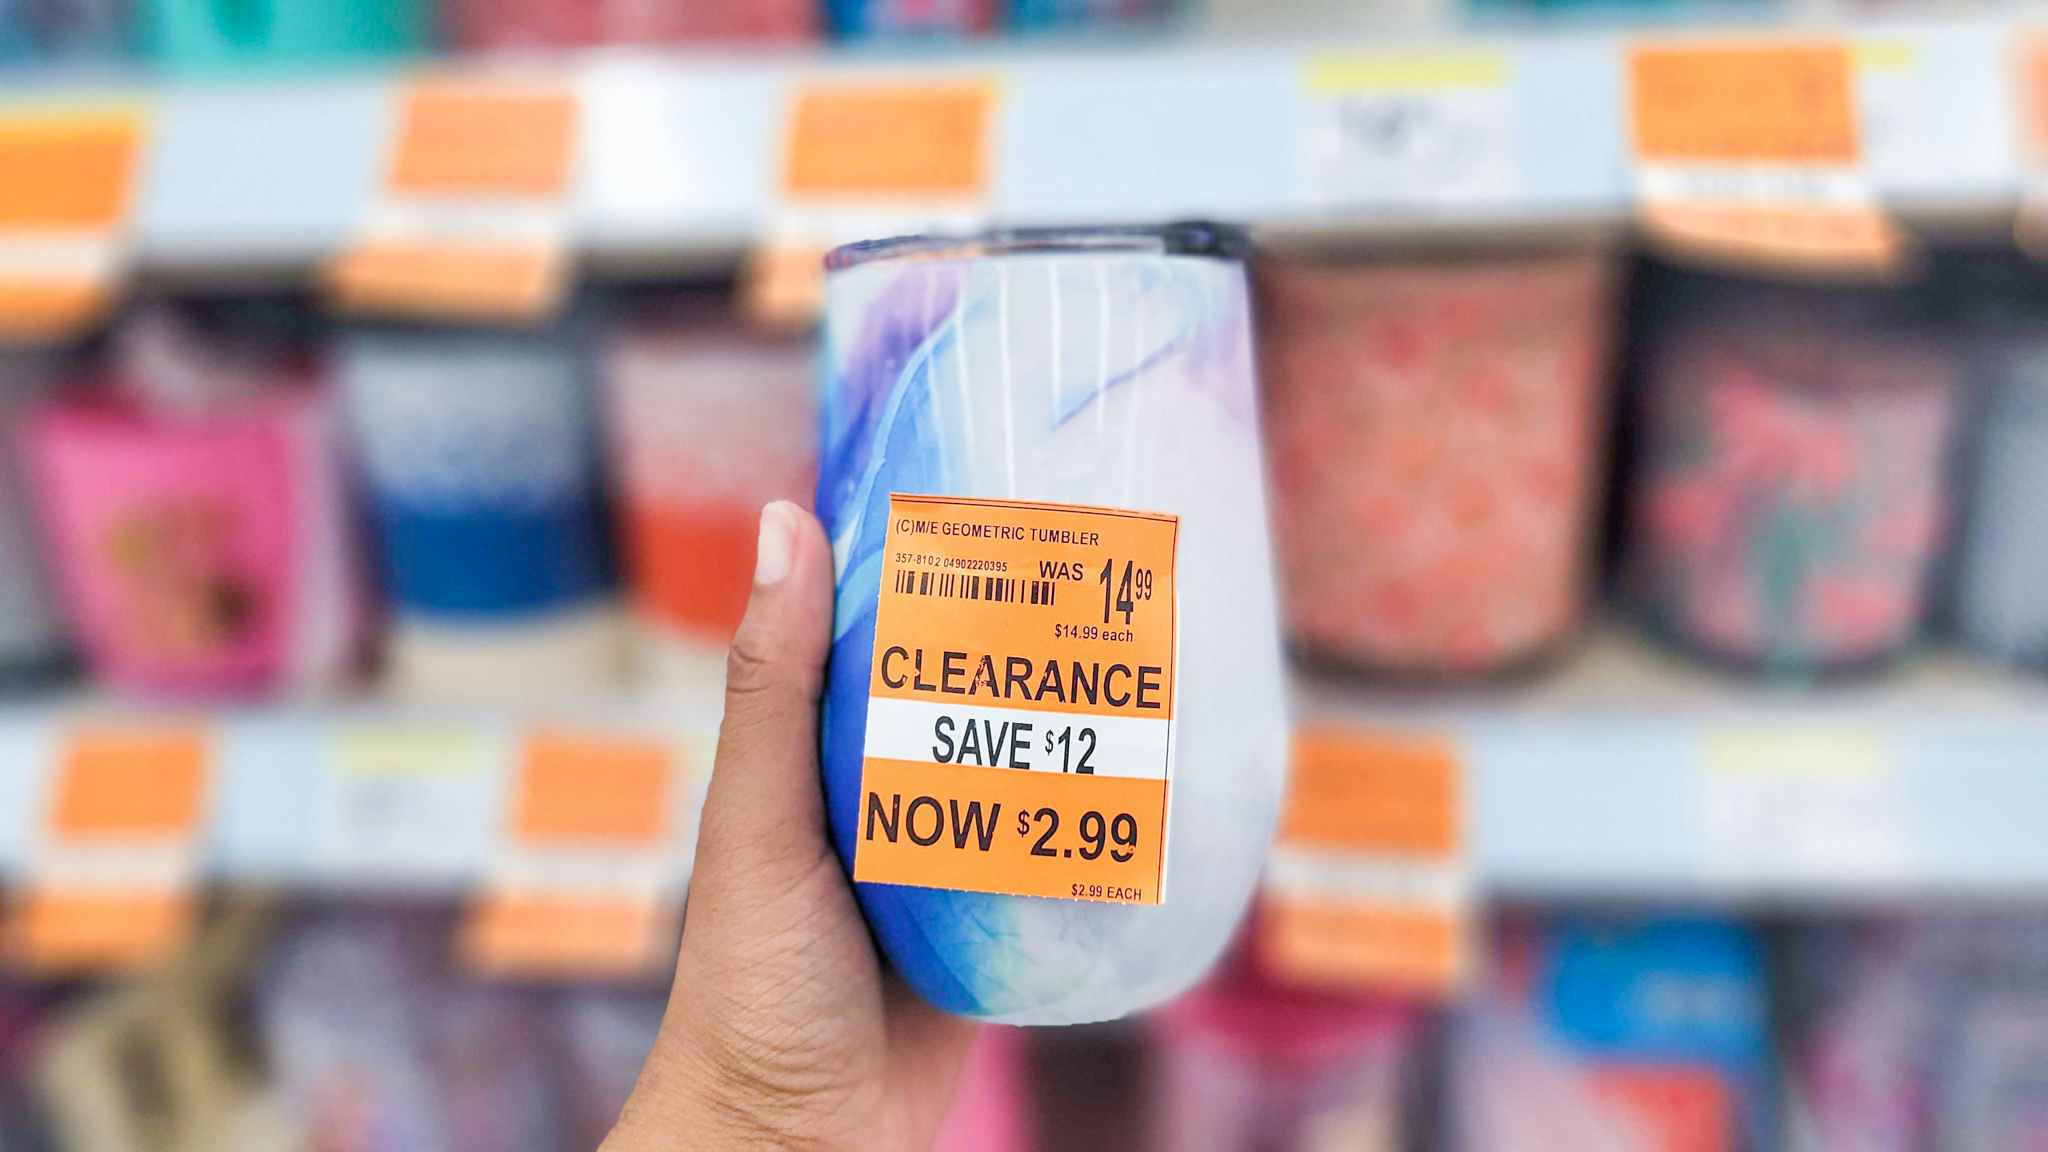 (C)M/E GEOMETRIC TUMBLER
357-8102 04902220395
WAS 14.99
$14.99 each
CLEARANCE
SAVE $12
NOW $2.99
$2.99 EACH